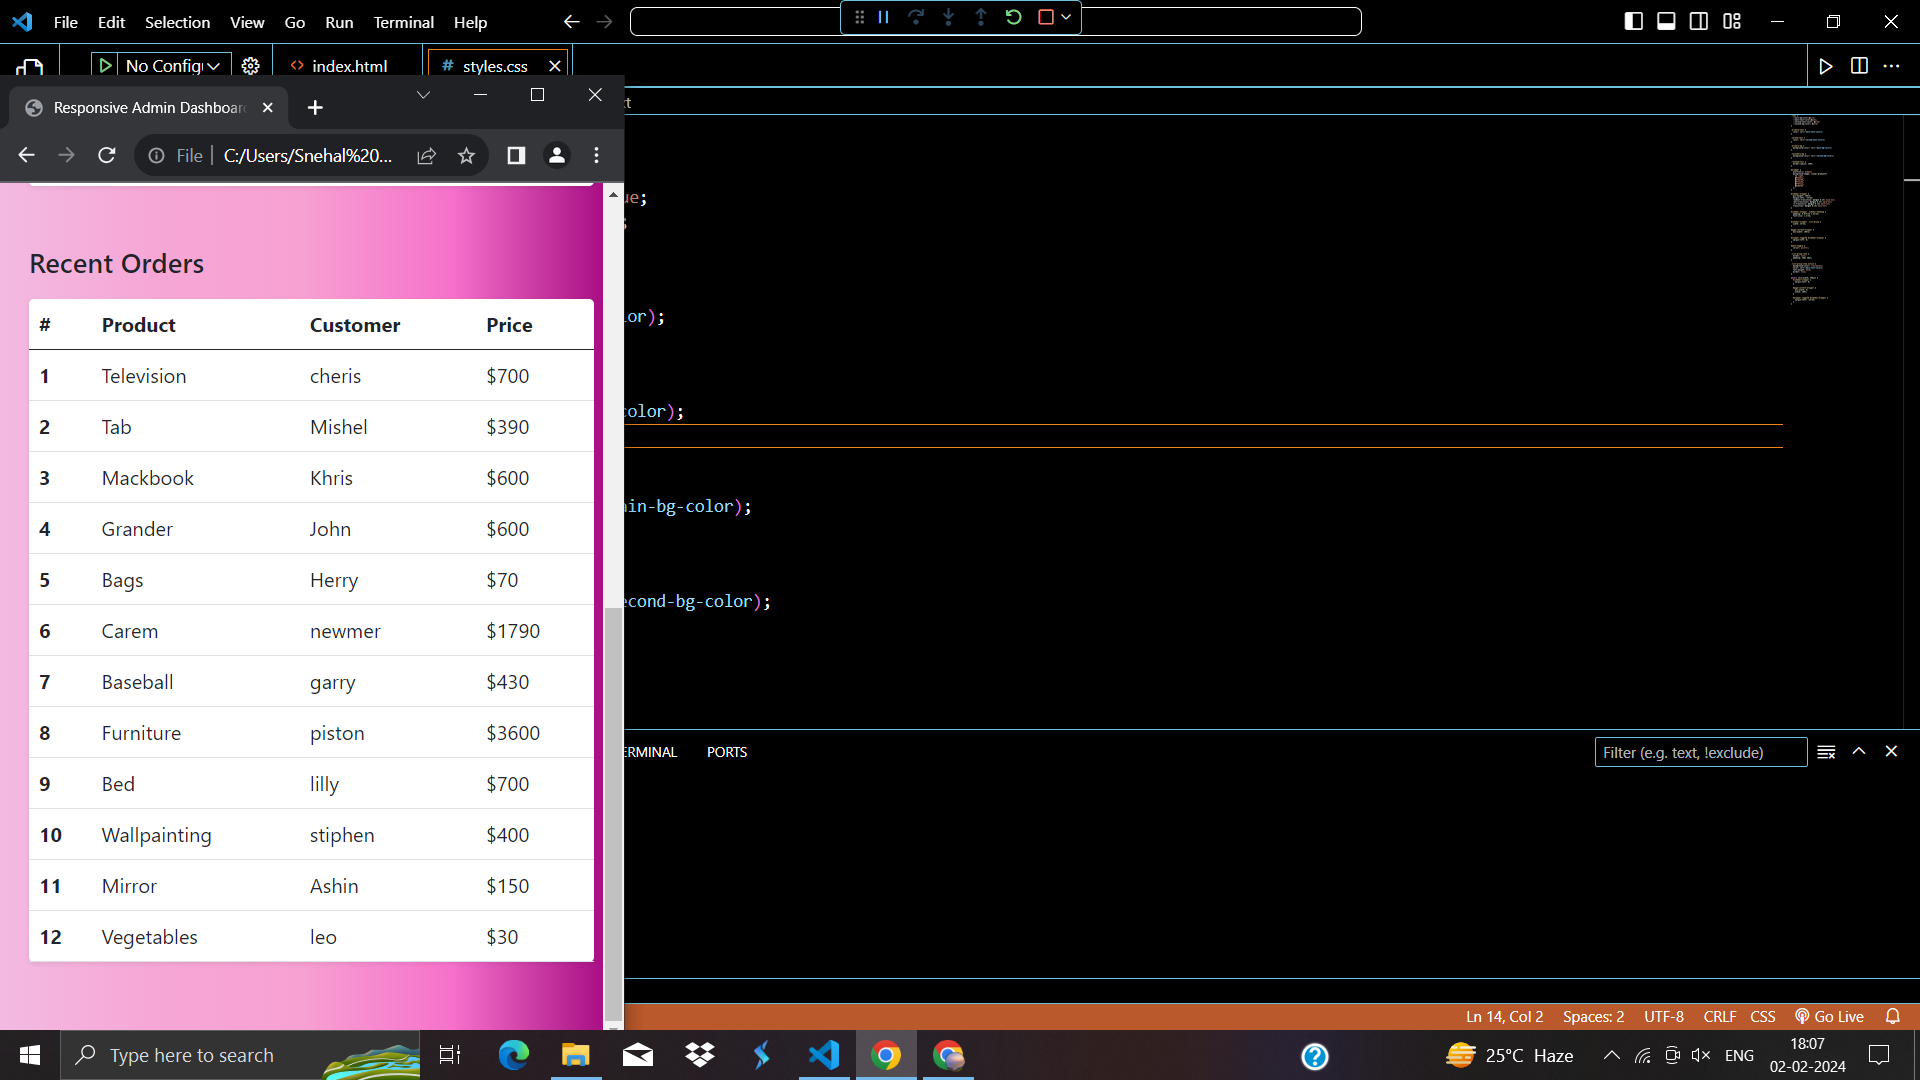 File Edit Selection View Go Run Terminal Help
No Config
index.html
# styles.css
Responsive Admin Dashboar
File C:/Users/Snehal%20...
ue;
;
lor);
color);
ain-bg-color);
econd-bg-color);
Recent Orders
# Product Customer Price
1 Television cheris $700
2 Tab Mishel $390
3 Mackbook Khris $600
4 Grander John $600
5 Bags Herry $70
6 Carem newmer $1790
7 Baseball garry $430
8 Furniture piston $3600
9 Bed lilly $700
10 Wallpainting stiphen $400
11 Mirror Ashin $150
12 Vegetables leo $30
ERMINAL PORTS
Filter (e.g. text, !exclude)
Ln 14, Col 2 Spaces: 2 UTF-8 CRLF CSS Go Live
Type here to search
25°C Haze
ENG
18:07
02-02-2024